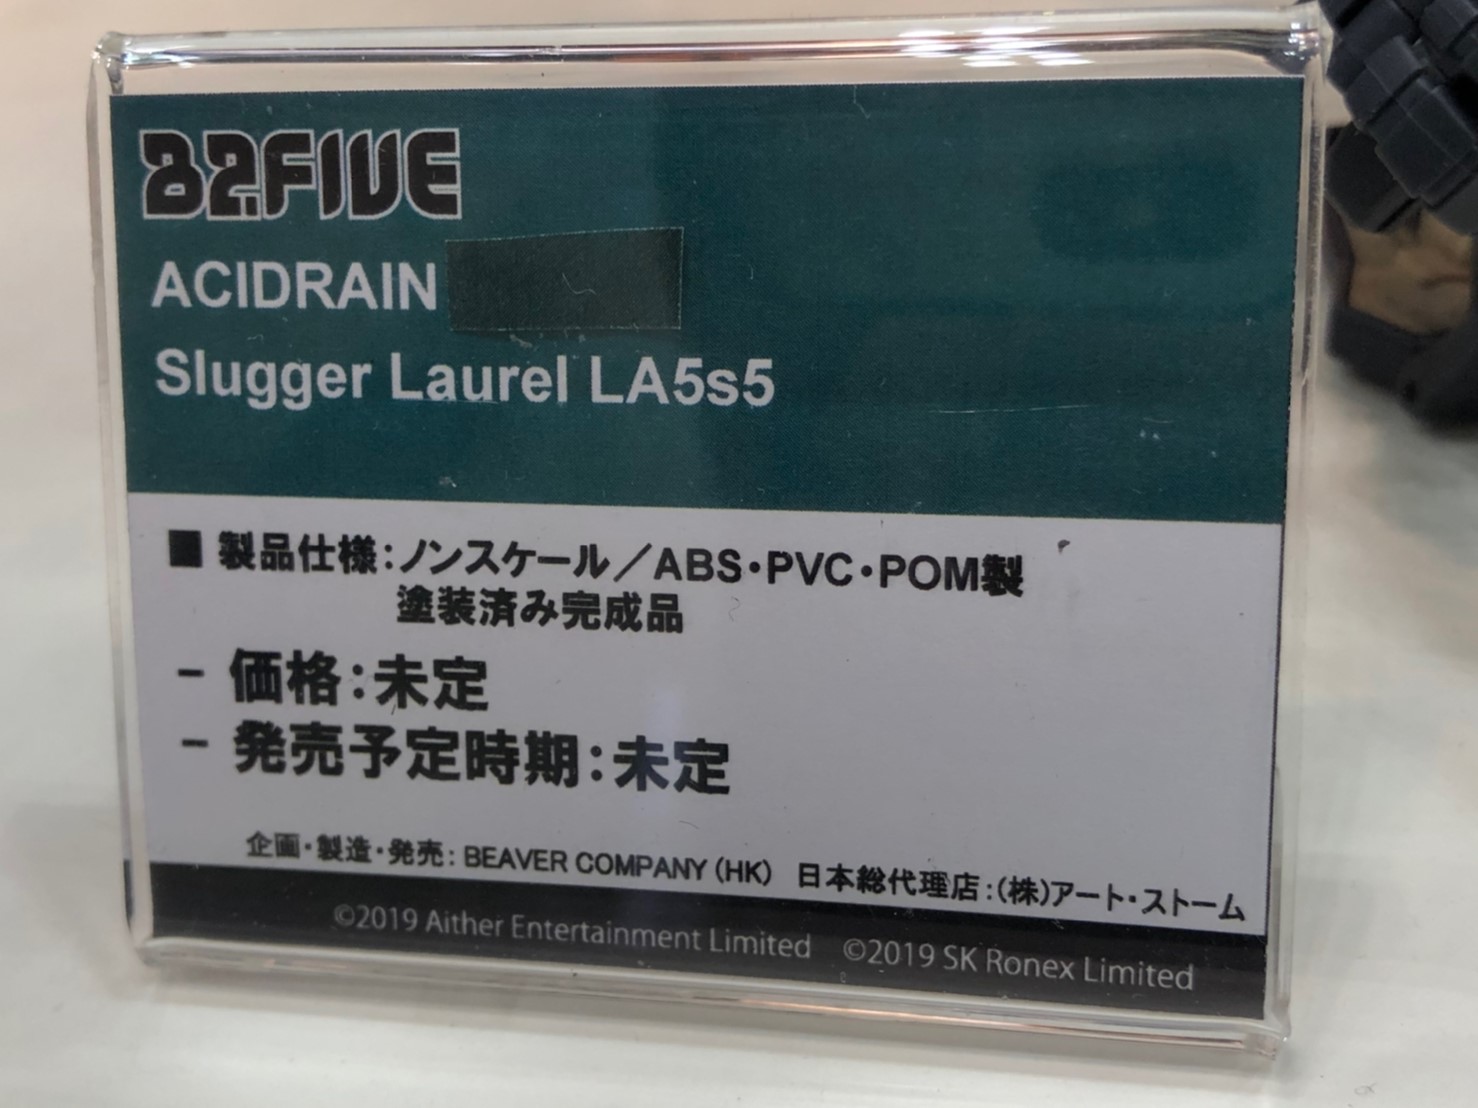 B2FIVE
ACIDRAIN
Slugger Laurel LA5s5
■ 製品仕様：ノンスケール／ABS・PVC・POM製
塗装済み完成品
- 価格：未定
- 発売予定時期：未定
企画・製造・発売：BEAVER COMPANY (HK) 日本総代理店：(株)アート・ストーム
©2019 Aither Entertainment Limited ©2019 SK Ronex Limited